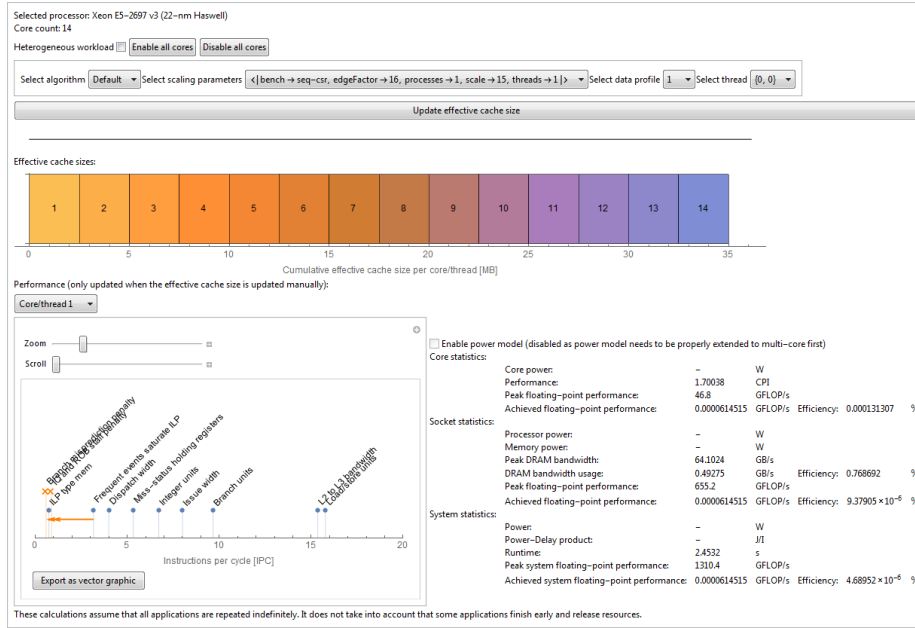 Selected processor: Xeon E5-2697 v3 (22-nm Haswell)
Core count: 14
Heterogeneous workload Enable all cores Disable all cores
Select algorithm Default Select scaling parameters <|bench → seq-csr, edgeFactor → 16, processes → 1, scale → 15, threads → 1|> Select data profile 1 Select thread {0, 0}
Update effective cache size
Effective cache sizes:
1 2 3 4 5 6 7 8 9 10 11 12 13 14
0 5 10 15 20 25 30 35
Cumulative effective cache size per core/thread [MB]
Performance (only updated when the effective cache size is updated manually):
Core/thread 1
Zoom
Scroll
Branch misprediction penalty
ILP type mem
Frequent events saturate ILP
Dispatch width
Miss-status holding registers
Integer units
Issue width
Branch units
L2 to L3 bandwidth
Load/store units
0 5 10 15 20
Instructions per cycle [IPC]
Export as vector graphic
Enable power model (disabled as power model needs to be properly extended to multi-core first)
Core statistics:
Core power: – W
Performance: 1.70038 CPI
Peak floating-point performance: 46.8 GFLOP/s
Achieved floating-point performance: 0.0000614515 GFLOP/s Efficiency: 0.000131307 %
Socket statistics:
Processor power: – W
Memory power: – W
Peak DRAM bandwidth: 64.1024 GB/s
DRAM bandwidth usage: 0.49275 GB/s Efficiency: 0.768692 %
Peak floating-point performance: 655.2 GFLOP/s
Achieved floating-point performance: 0.0000614515 GFLOP/s Efficiency: 9.37905 × 10⁻⁶ %
System statistics:
Power: – W
Power-Delay product: – J/I
Runtime: 2.4532 s
Peak system floating-point performance: 1310.4 GFLOP/s
Achieved system floating-point performance: 0.0000614515 GFLOP/s Efficiency: 4.68952 × 10⁻⁶ %
These calculations assume that all applications are repeated indefinitely. It does not take into account that some applications finish early and release resources.